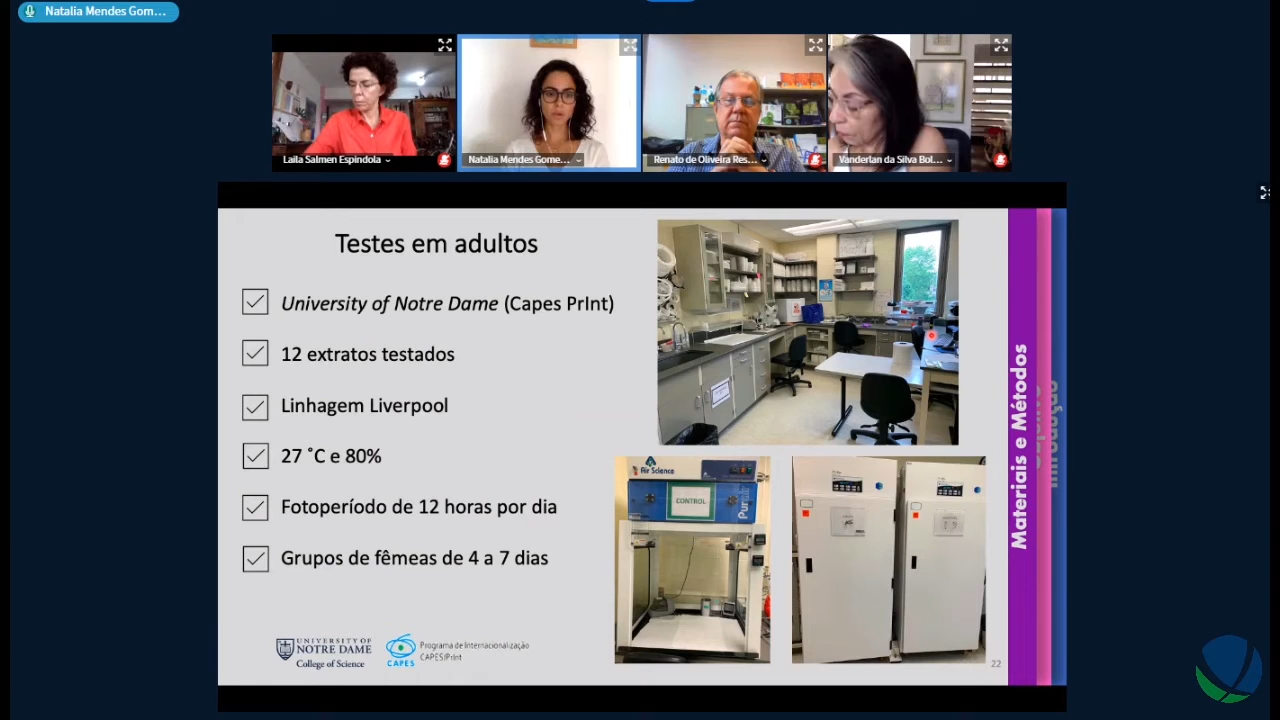 Natalia Mendes Gom...
Laila Salmen Espindola
Natalia Mendes Gome...
Renato de Oliveira Res...
Vanderlan da Silva Bol...
Testes em adultos
University of Notre Dame (Capes PrInt)
12 extratos testados
Linhagem Liverpool
27 ˚C e 80%
Fotoperíodo de 12 horas por dia
Grupos de fêmeas de 4 a 7 dias
Air Science
CONTROL
Purair
Materiais e Métodos
Objetivo
Introdução
UNIVERSITY OF
NOTRE DAME
College of Science
CAPES
Programa de Internacionalização
CAPES/PrInt
22